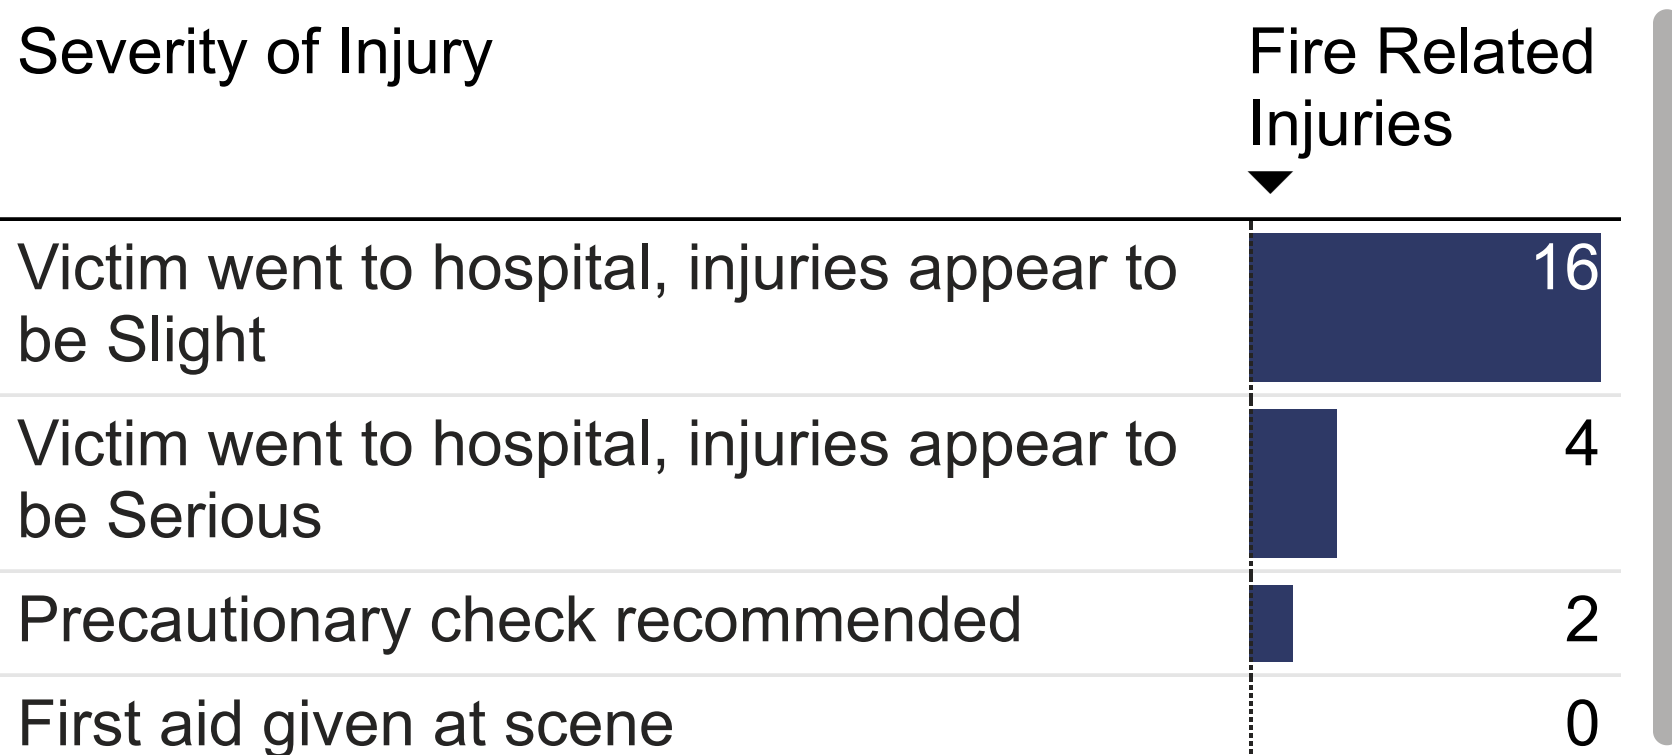 Severity of Injury
Fire Related
Injuries
Victim went to hospital, injuries appear to
be Slight
16
Victim went to hospital, injuries appear to
be Serious
4
Precautionary check recommended
2
First aid given at scene
0